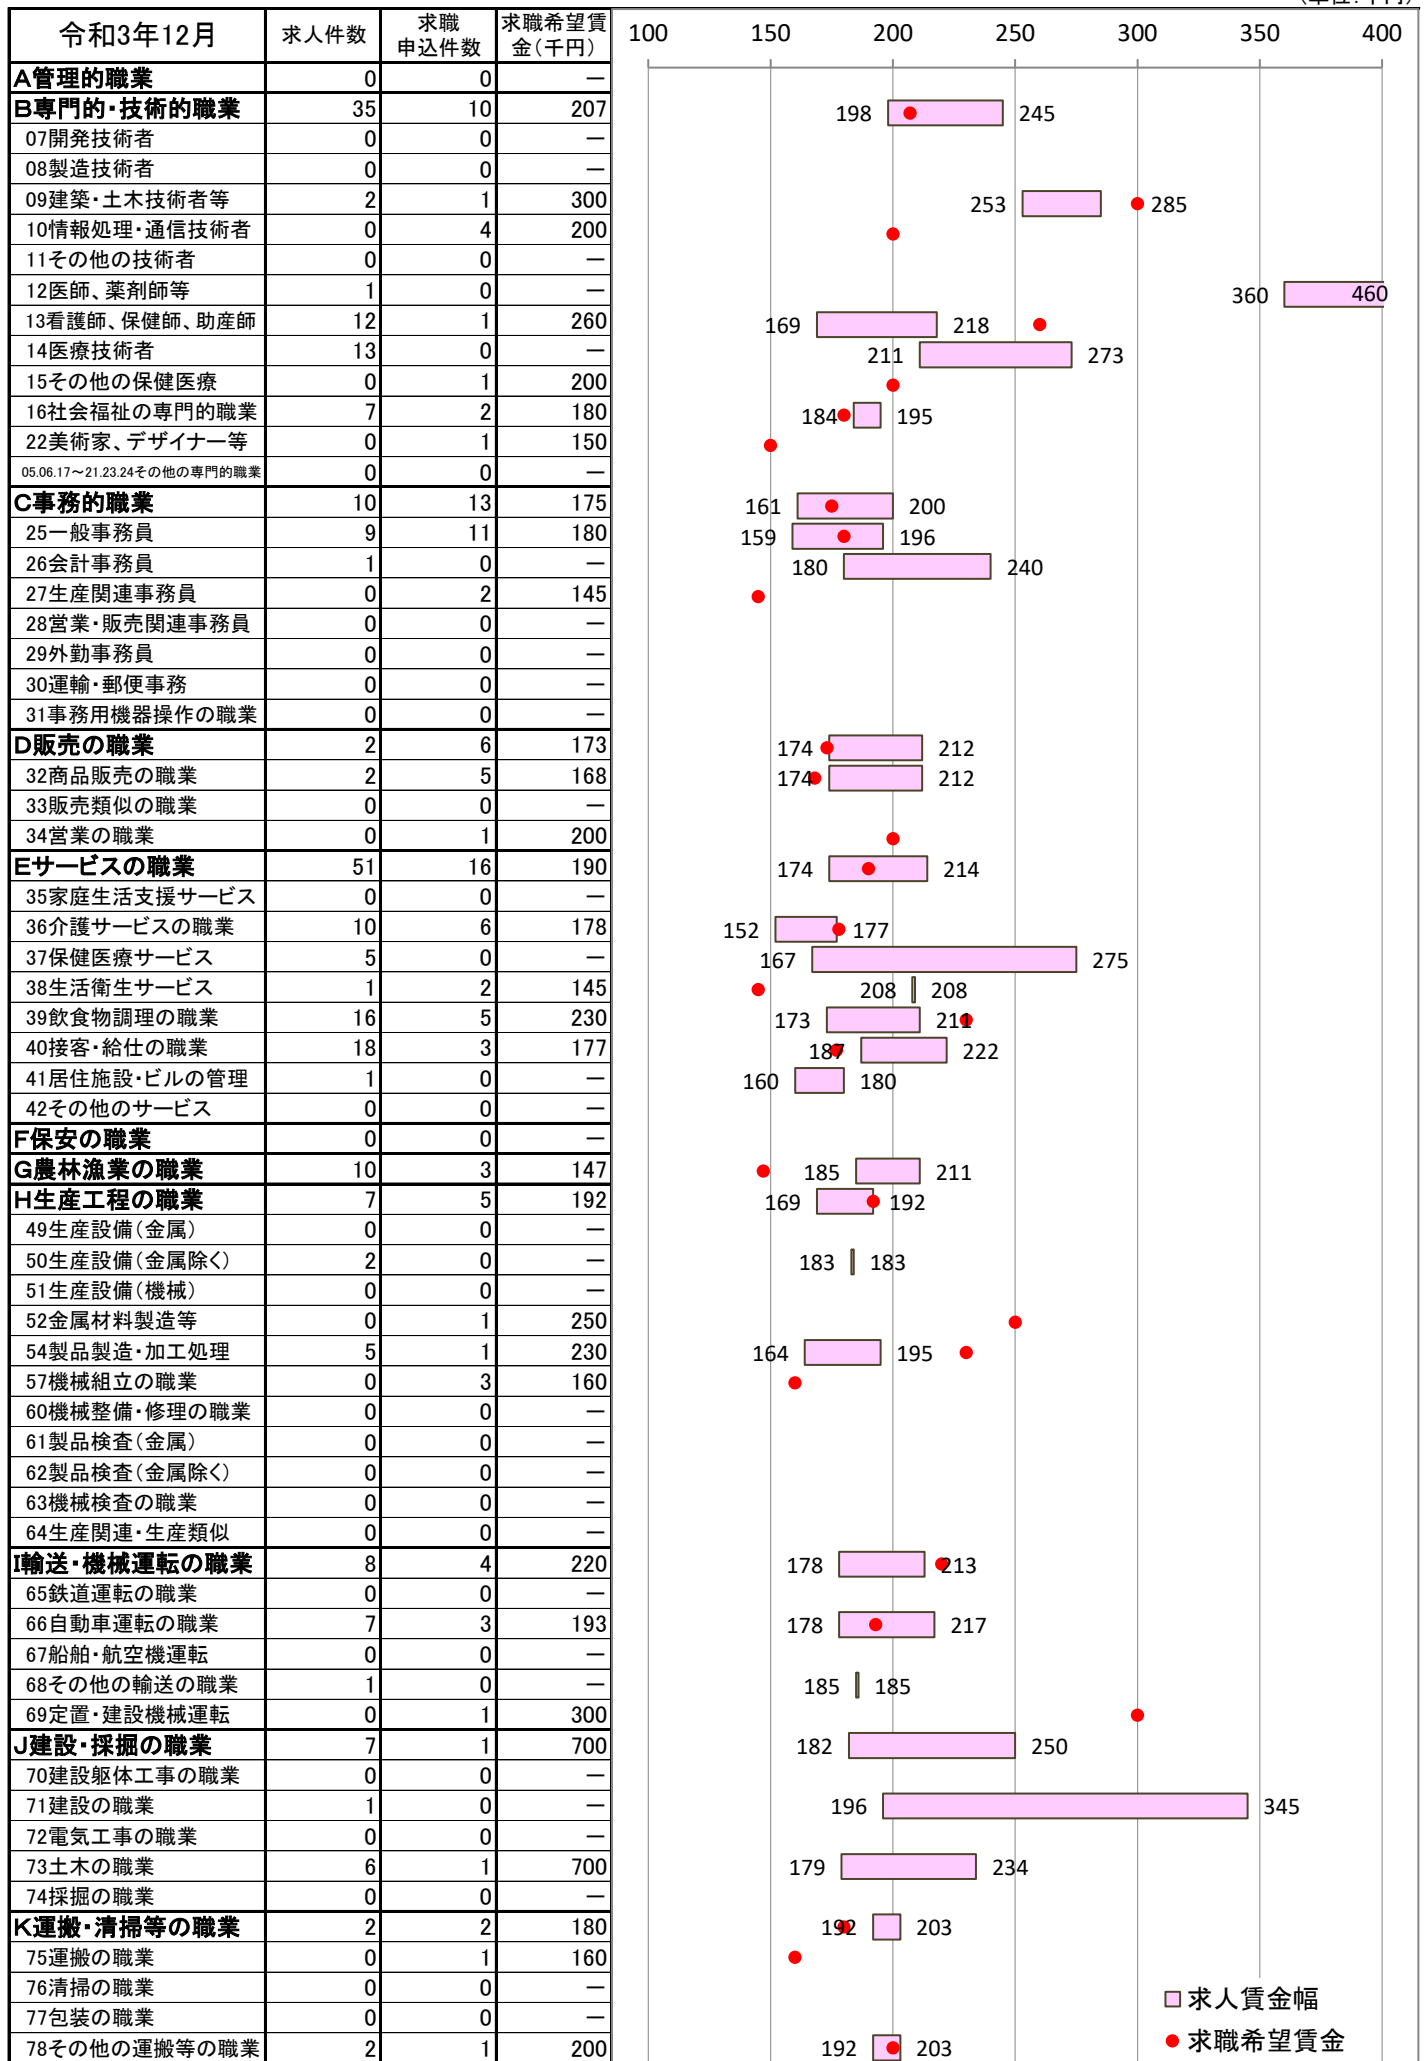 (単位:千円)
令和3年12月 求人件数 求職申込件数 求職希望賃金(千円) 100 150 200 250 300 350 400
A管理的職業 0 0 ―
B専門的・技術的職業 35 10 207 198 245
07開発技術者 0 0 ―
08製造技術者 0 0 ―
09建築・土木技術者等 2 1 300 253 285
10情報処理・通信技術者 0 4 200
11その他の技術者 0 0 ―
12医師、薬剤師等 1 0 ― 360 460
13看護師、保健師、助産師 12 1 260 169 218
14医療技術者 13 0 ― 211 273
15その他の保健医療 0 1 200
16社会福祉の専門的職業 7 2 180 184 195
22美術家、デザイナー等 0 1 150
05.06.17～21.23.24その他の専門的職業 0 0 ―
C事務的職業 10 13 175 161 200
25一般事務員 9 11 180 159 196
26会計事務員 1 0 ― 180 240
27生産関連事務員 0 2 145
28営業・販売関連事務員 0 0 ―
29外勤事務員 0 0 ―
30運輸・郵便事務 0 0 ―
31事務用機器操作の職業 0 0 ―
D販売の職業 2 6 173 174 212
32商品販売の職業 2 5 168 174 212
33販売類似の職業 0 0 ―
34営業の職業 0 1 200
Eサービスの職業 51 16 190 174 214
35家庭生活支援サービス 0 0 ―
36介護サービスの職業 10 6 178 152 177
37保健医療サービス 5 0 ― 167 275
38生活衛生サービス 1 2 145 208 208
39飲食物調理の職業 16 5 230 173 211
40接客・給仕の職業 18 3 177 187 222
41居住施設・ビルの管理 1 0 ― 160 180
42その他のサービス 0 0 ―
F保安の職業 0 0 ―
G農林漁業の職業 10 3 147 185 211
H生産工程の職業 7 5 192 169 192
49生産設備(金属) 0 0 ―
50生産設備(金属除く) 2 0 ― 183 183
51生産設備(機械) 0 0 ―
52金属材料製造等 0 1 250
54製品製造・加工処理 5 1 230 164 195
57機械組立の職業 0 3 160
60機械整備・修理の職業 0 0 ―
61製品検査(金属) 0 0 ―
62製品検査(金属除く) 0 0 ―
63機械検査の職業 0 0 ―
64生産関連・生産類似 0 0 ―
I輸送・機械運転の職業 8 4 220 178 213
65鉄道運転の職業 0 0 ―
66自動車運転の職業 7 3 193 178 217
67船舶・航空機運転 0 0 ―
68その他の輸送の職業 1 0 ― 185 185
69定置・建設機械運転 0 1 300
J建設・採掘の職業 7 1 700 182 250
70建設躯体工事の職業 0 0 ―
71建設の職業 1 0 ― 196 345
72電気工事の職業 0 0 ―
73土木の職業 6 1 700 179 234
74採掘の職業 0 0 ―
K運搬・清掃等の職業 2 2 180 192 203
75運搬の職業 0 1 160
76清掃の職業 0 0 ―
77包装の職業 0 0 ―
78その他の運搬等の職業 2 1 200 192 203
求人賃金幅
求職希望賃金